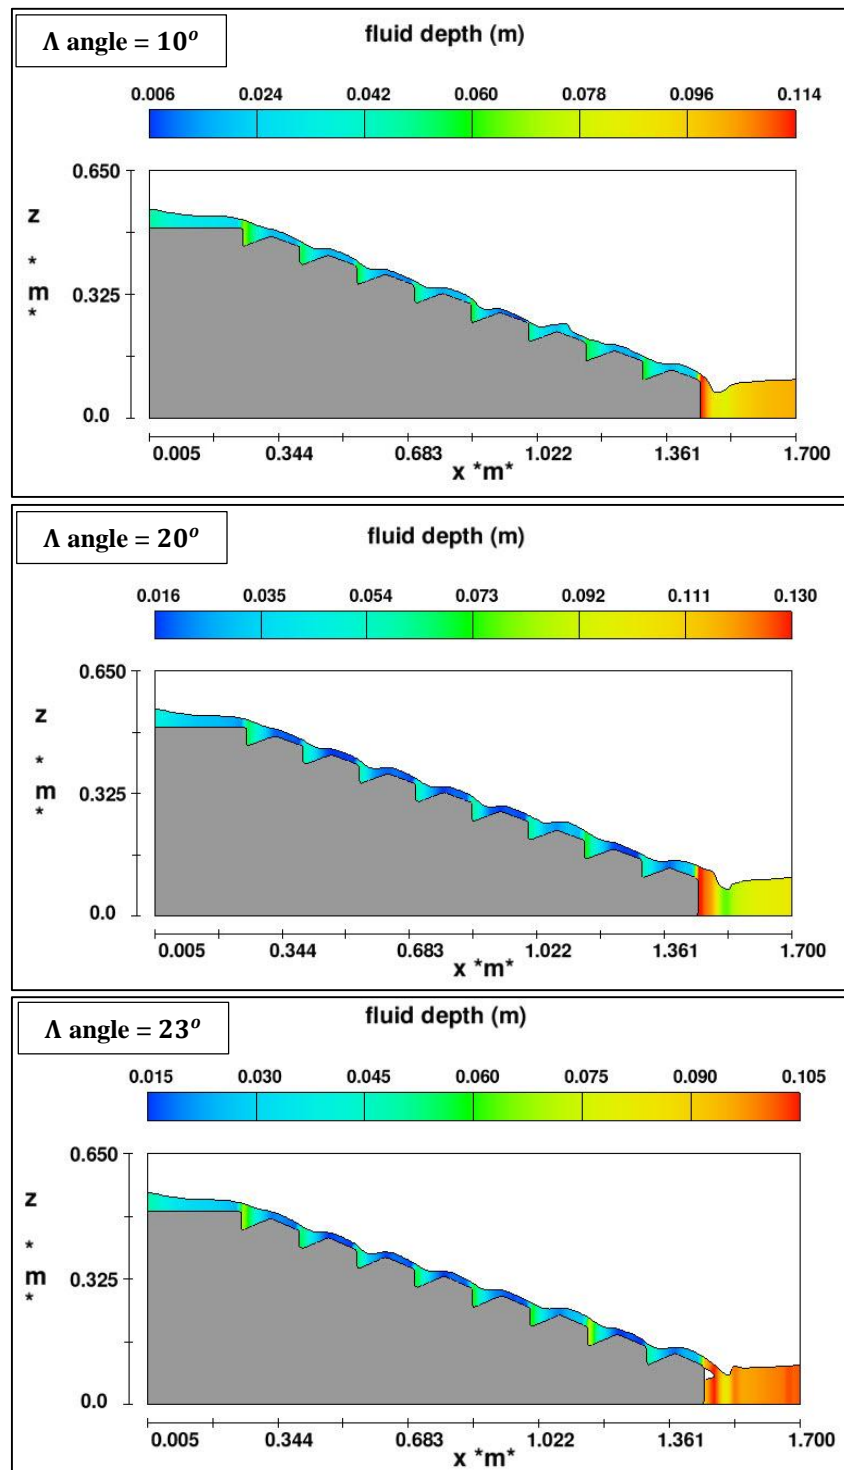 Λ angle = 10°
fluid depth (m)
0.006 0.024 0.042 0.060 0.078 0.096 0.114
0.650
z
*
m
*
0.325
0.0
0.005 0.344 0.683 1.022 1.361 1.700
x *m*
Λ angle = 20°
fluid depth (m)
0.016 0.035 0.054 0.073 0.092 0.111 0.130
0.650
z
*
m
*
0.325
0.0
0.005 0.344 0.683 1.022 1.361 1.700
x *m*
Λ angle = 23°
fluid depth (m)
0.015 0.030 0.045 0.060 0.075 0.090 0.105
0.650
z
*
m
*
0.325
0.0
0.005 0.344 0.683 1.022 1.361 1.700
x *m*